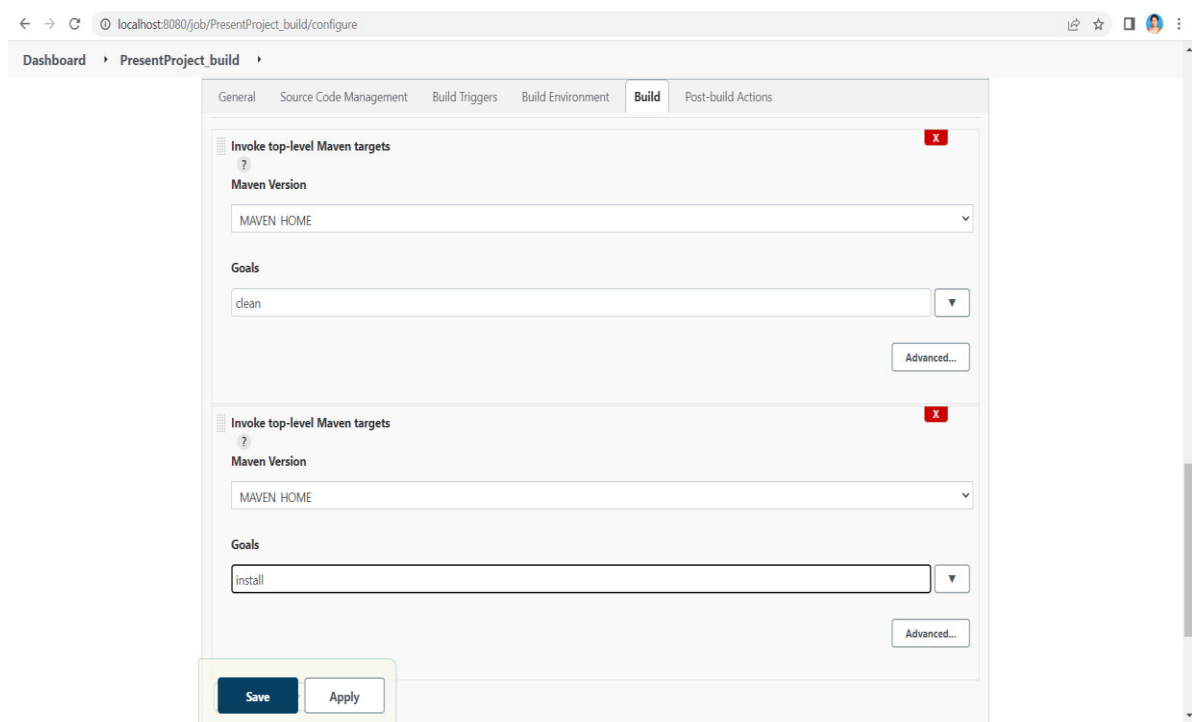 localhost:8080/job/PresentProject_build/configure
Dashboard PresentProject_build
General Source Code Management Build Triggers Build Environment Build Post-build Actions
Invoke top-level Maven targets X
?
Maven Version
MAVEN HOME
Goals
clean
Advanced...
Invoke top-level Maven targets X
?
Maven Version
MAVEN HOME
Goals
install
Advanced...
Save Apply